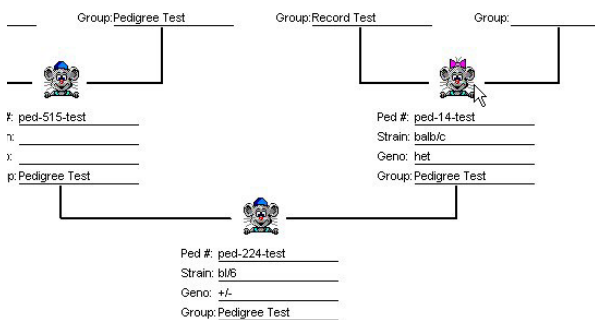 Group: Pedigree Test
Group: Record Test
Group:
#: ped-515-test
n:
o:
p: Pedigree Test
Ped #: ped-14-test
Strain: balb/c
Geno: het
Group: Pedigree Test
Ped #: ped-224-test
Strain: bl/6
Geno: +/-
Group: Pedigree Test